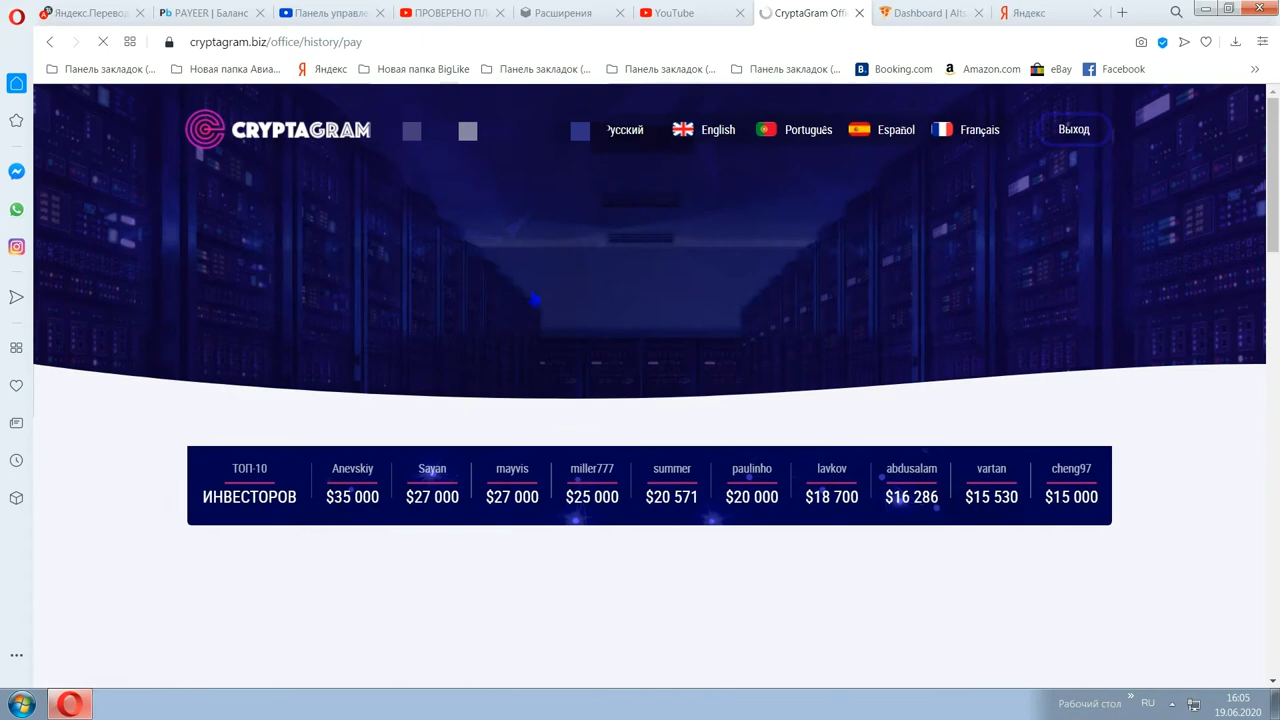 Яндекс.Перевод
PAYEER | Баланс
Панель управле
ПРОВЕРЕНО ПЛ
Расширения
YouTube
CryptaGram Offi
Dashboard | Alts
Яндекс
cryptagram.biz/office/history/pay
Панель закладок (...
Новая папка Авиа...
Яндекс
Новая папка BigLike
Панель закладок (...
Панель закладок (...
Панель закладок (...
Booking.com
Amazon.com
eBay
Facebook
CRYPTAGRAM
Русский
English
Português
Español
Français
Выход
ТОП-10 Anevskiy Sayan mayvis miller777 summer paulinho lavkov abdusalam vartan cheng97
ИНВЕСТОРОВ $35 000 $27 000 $27 000 $25 000 $20 571 $20 000 $18 700 $16 286 $15 530 $15 000
Рабочий стол
RU
16:05
19.06.2020